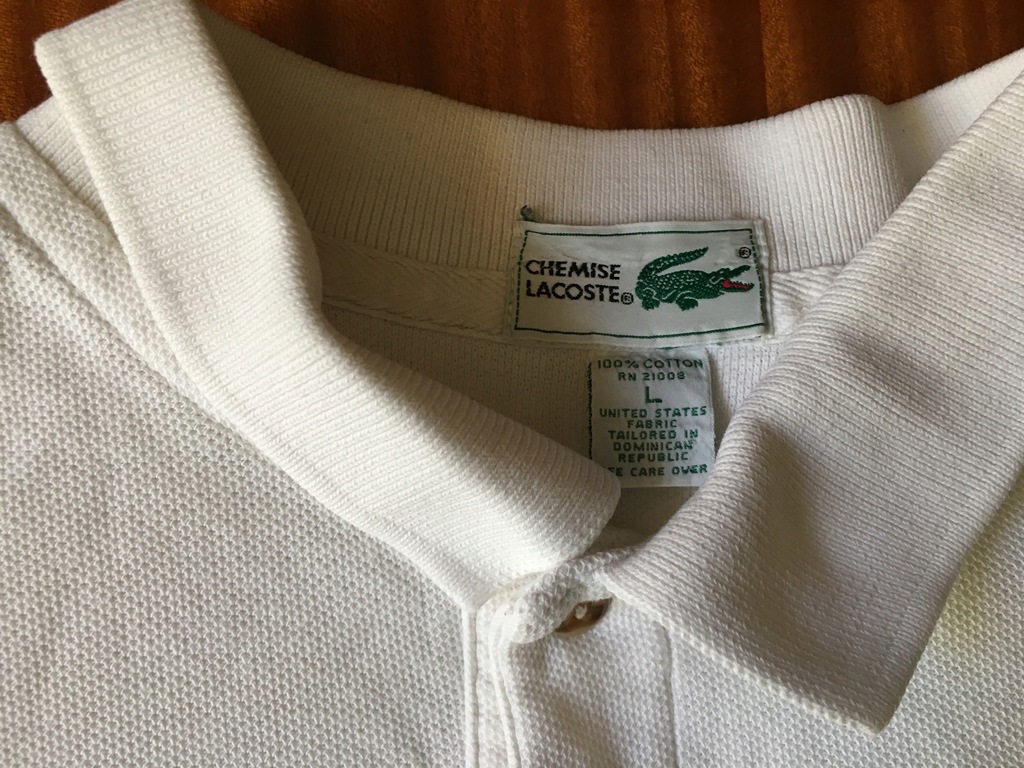 CHEMISE
LACOSTE®
®
100% COTTON
RN 21008
L
UNITED STATES
FABRIC
TAILORED IN
DOMINICAN
REPUBLIC
CARE OVER